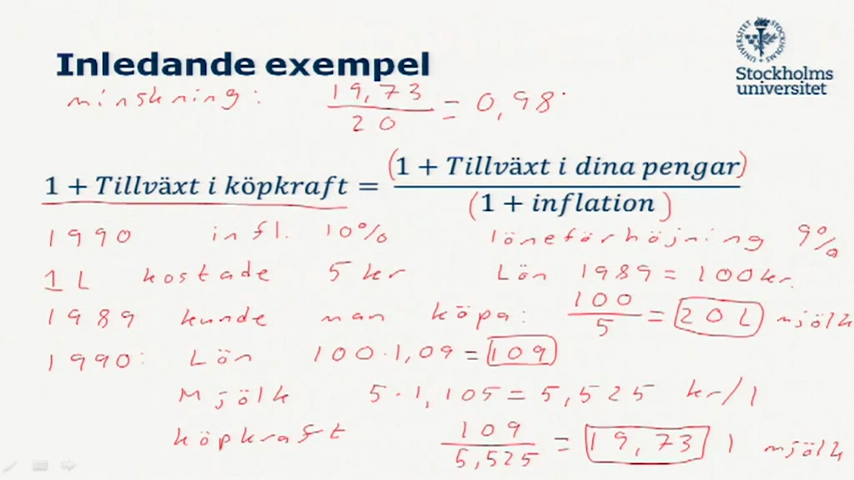 Inledande exempel
Stockholms
universitet
minskning: 19,73 / 20 = 0,98
1 + Tillväxt i köpkraft = (1 + Tillväxt i dina pengar) / (1 + inflation)
1990 infl. 10% löneförhöjning 9%
1 L kostade 5 kr Lön 1989 = 100 kr.
1989 kunde man köpa: 100 / 5 = 20 L mjölk
1990: Lön 100·1,09 = 109
Mjölk 5·1,105 = 5,525 kr/l
köpkraft 109 / 5,525 = 19,73 l mjölk